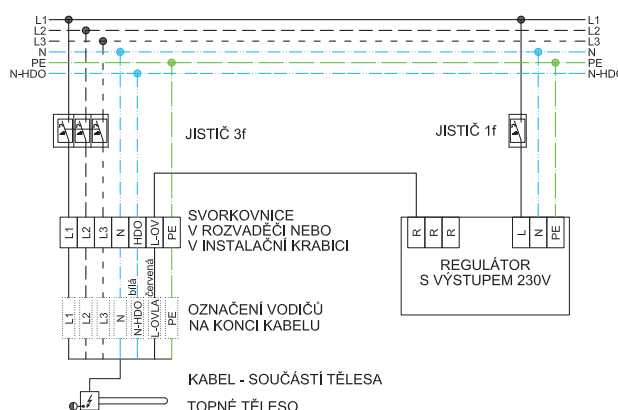 L1
L2
L3
N
PE
N-HDO
L1
L2
L3
N
PE
N-HDO
JISTIČ 3f
JISTIČ 1f
L1
L2
L3
N
HDO
L-OV
PE
SVORKOVNICE
V ROZVADĚČI NEBO
V INSTALAČNÍ KRABICI
R
R
R
L
N
PE
REGULÁTOR
S VÝSTUPEM 230V
bílá
červená
L1
L2
L3
N
N-HDO
L-OVLA
PE
OZNAČENÍ VODIČŮ
NA KONCI KABELU
KABEL - SOUČÁSTÍ TĚLESA
TOPNÉ TĚLESO